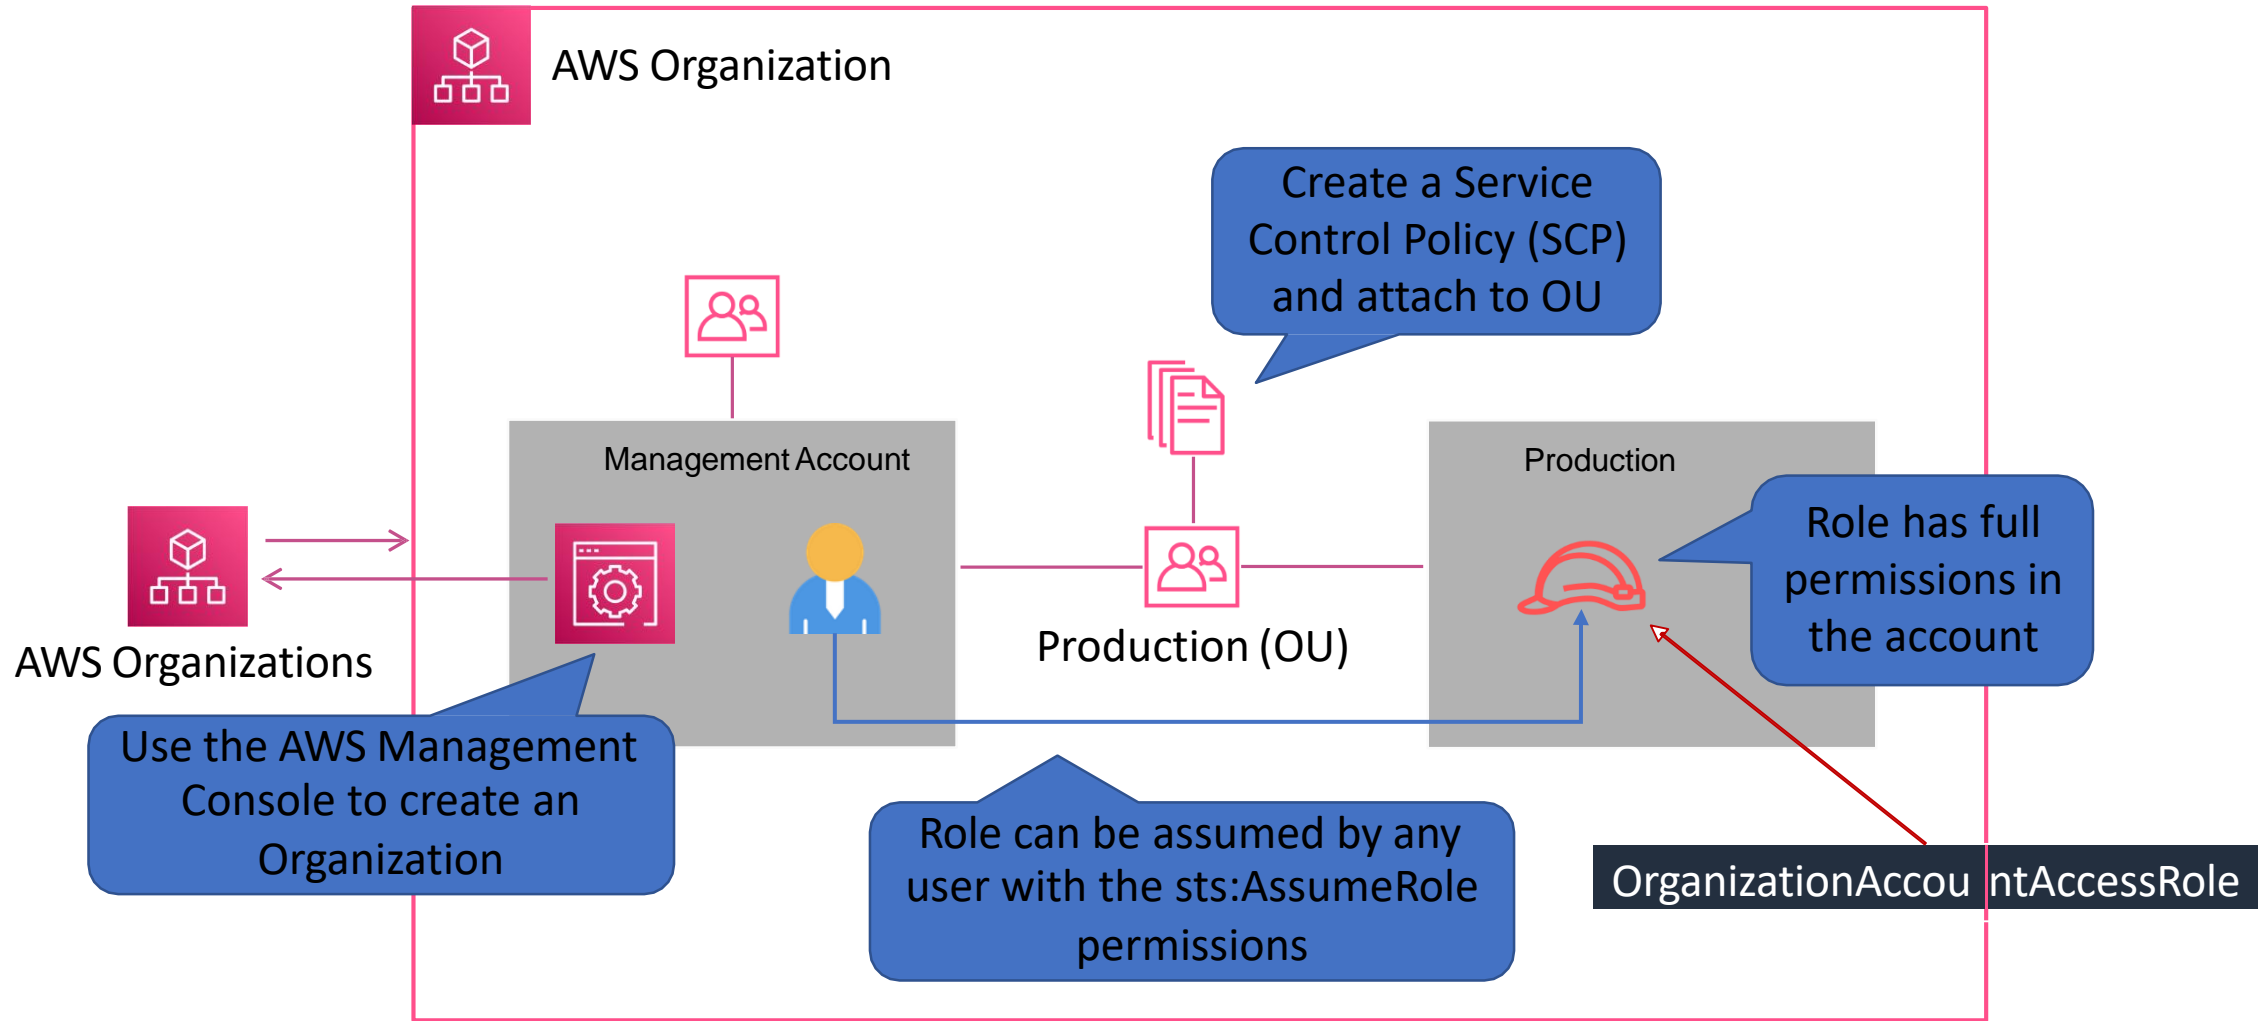 AWS Organization
Create a Service
Control Policy (SCP)
and attach to OU
Management Account
Production
Role has full
permissions in
the account
AWS Organizations
Production (OU)
Use the AWS Management
Console to create an
Organization
Role can be assumed by any
user with the sts:AssumeRole
permissions
OrganizationAccountAccessRole